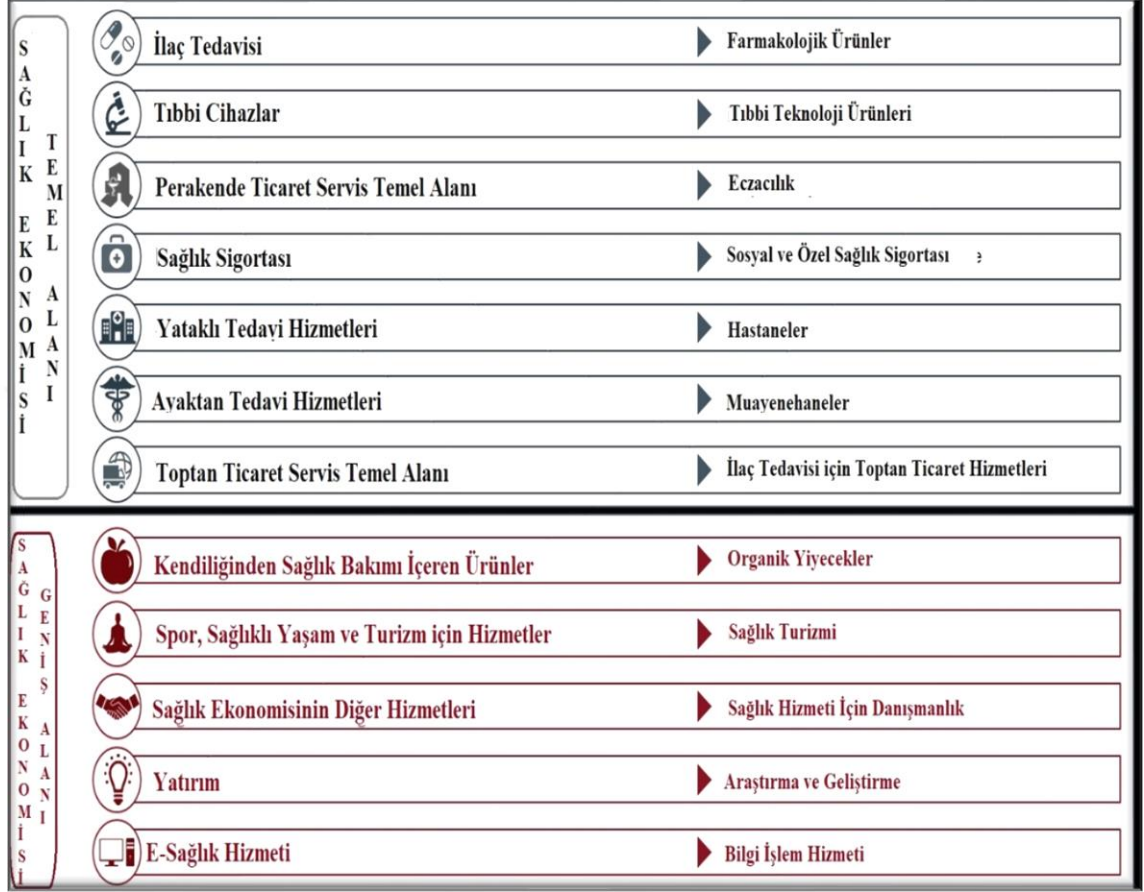 SAĞLIK EKONOMİSİ
TEMEL ALANI
İlaç Tedavisi
Farmakolojik Ürünler
Tıbbi Cihazlar
Tıbbi Teknoloji Ürünleri
Perakende Ticaret Servis Temel Alanı
Eczacılık
Sağlık Sigortası
Sosyal ve Özel Sağlık Sigortası
Yataklı Tedavi Hizmetleri
Hastaneler
Ayaktan Tedavi Hizmetleri
Muayenehaneler
Toptan Ticaret Servis Temel Alanı
İlaç Tedavisi için Toptan Ticaret Hizmetleri
SAĞLIK EKONOMİSİ
GENİŞ ALANI
Kendiliğinden Sağlık Bakımı İçeren Ürünler
Organik Yiyecekler
Spor, Sağlıklı Yaşam ve Turizm için Hizmetler
Sağlık Turizmi
Sağlık Ekonomisinin Diğer Hizmetleri
Sağlık Hizmeti İçin Danışmanlık
Yatırım
Araştırma ve Geliştirme
E-Sağlık Hizmeti
Bilgi İşlem Hizmeti